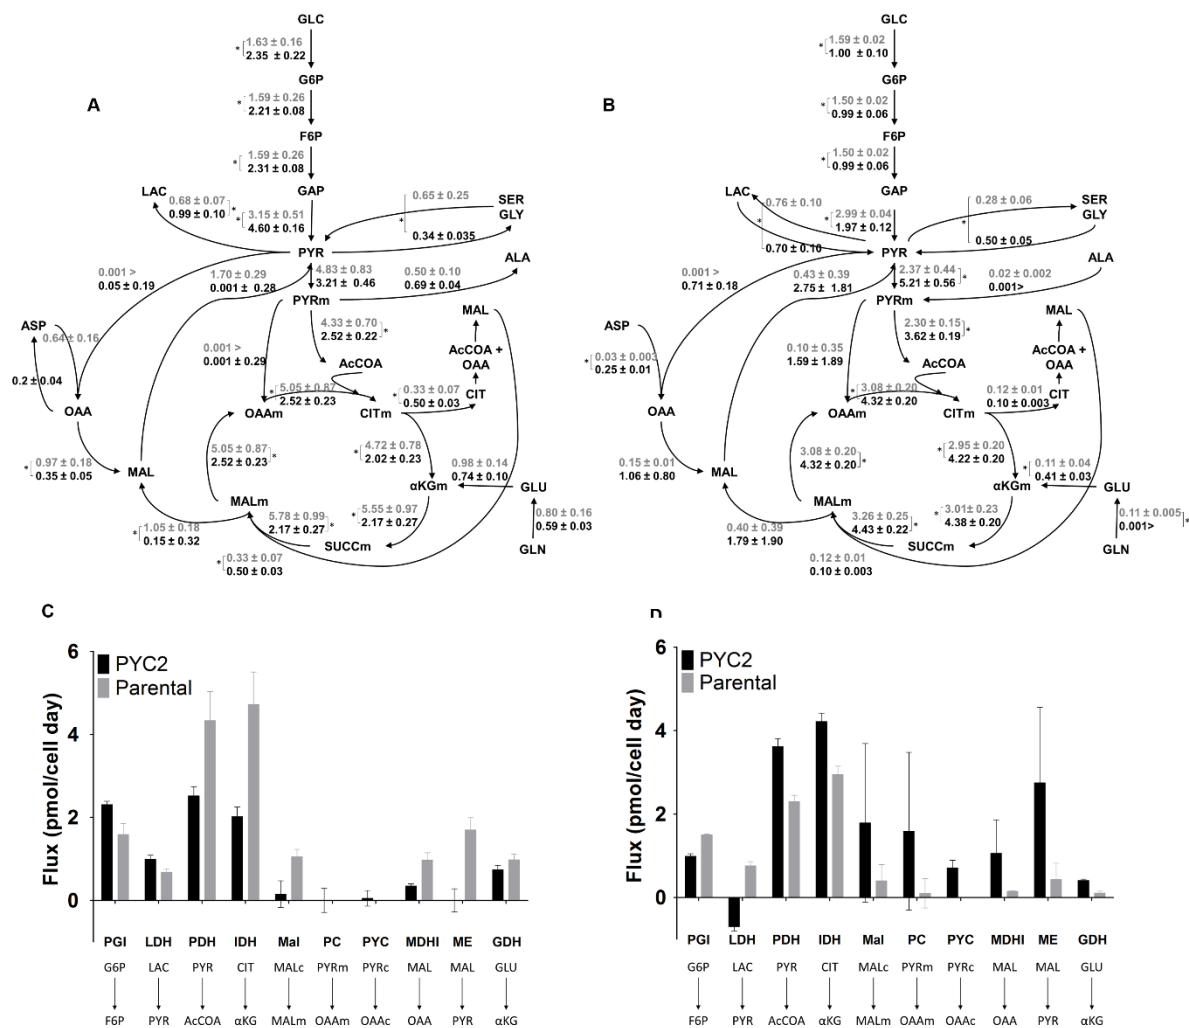 GLC
1.63 ± 0.16
*
2.35 ± 0.22
G6P
A
1.59 ± 0.26
*
2.21 ± 0.08
F6P
1.59 ± 0.26
*
2.31 ± 0.08
LAC
GAP
0.68 ± 0.07
0.99 ± 0.10
*
*
3.15 ± 0.51
4.60 ± 0.16
0.65 ± 0.25
*
0.34 ± 0.035
SER
GLY
PYR
ALA
0.001 >
0.05 ± 0.19
1.70 ± 0.29
0.001 ± 0.28
4.83 ± 0.83
3.21 ± 0.46
0.50 ± 0.10
0.69 ± 0.04
PYRm
MAL
ASP
0.64 ± 0.16
0.001 >
0.001 ± 0.29
4.33 ± 0.70
2.52 ± 0.22
*
AcCOA
AcCOA +
OAA
0.2 ± 0.04
5.05 ± 0.87
*
2.52 ± 0.23
0.33 ± 0.07
*
0.50 ± 0.03
CIT
OAA
OAAm
CITm
0.97 ± 0.18
*
0.35 ± 0.05
MAL
5.05 ± 0.87
2.52 ± 0.23
*
4.72 ± 0.78
*
2.02 ± 0.23
0.98 ± 0.14
0.74 ± 0.10
αKGm
GLU
MALm
1.05 ± 0.18
*
0.15 ± 0.32
5.78 ± 0.99
2.17 ± 0.27
*
5.55 ± 0.97
*
2.17 ± 0.27
0.80 ± 0.16
0.59 ± 0.03
SUCCm
GLN
0.33 ± 0.07
*
0.50 ± 0.03
GLC
1.59 ± 0.02
*
1.00 ± 0.10
G6P
B
1.50 ± 0.02
*
0.99 ± 0.06
F6P
1.50 ± 0.02
*
0.99 ± 0.06
LAC
GAP
0.76 ± 0.10
*
0.70 ± 0.10
2.99 ± 0.04
*
1.97 ± 0.12
0.28 ± 0.06
*
0.50 ± 0.05
SER
GLY
PYR
ALA
0.001 >
0.71 ± 0.18
0.43 ± 0.39
2.75 ± 1.81
2.37 ± 0.44
5.21 ± 0.56
*
0.02 ± 0.002
0.001>
PYRm
MAL
ASP
0.03 ± 0.003
*
0.25 ± 0.01
0.10 ± 0.35
1.59 ± 1.89
2.30 ± 0.15
3.62 ± 0.19
*
AcCOA
AcCOA +
OAA
3.08 ± 0.20
*
4.32 ± 0.20
0.12 ± 0.01
0.10 ± 0.003
CIT
OAA
OAAm
CITm
0.15 ± 0.01
1.06 ± 0.80
MAL
3.08 ± 0.20
4.32 ± 0.20
*
2.95 ± 0.20
*
4.22 ± 0.20
0.11 ± 0.04
*
0.41 ± 0.03
αKGm
GLU
MALm
0.40 ± 0.39
1.79 ± 1.90
3.26 ± 0.25
4.43 ± 0.22
*
3.01± 0.23
*
4.38 ± 0.20
0.11 ± 0.005
0.001>
*
SUCCm
GLN
0.12 ± 0.01
0.10 ± 0.003
C
Flux (pmol/cell day)
6
4
2
0
PYC2
Parental
PGI LDH PDH IDH Mal PC PYC MDHI ME GDH
G6P LAC PYR CIT MALc PYRm PYRc MAL MAL GLU
F6P PYR AcCOA αKG MALm OAAm OAAc OAA PYR αKG
Flux (pmol/cell day)
6
4
2
0
PYC2
Parental
PGI LDH PDH IDH Mal PC PYC MDHI ME GDH
G6P LAC PYR CIT MALc PYRm PYRc MAL MAL GLU
F6P PYR AcCOA αKG MALm OAAm OAAc OAA PYR αKG